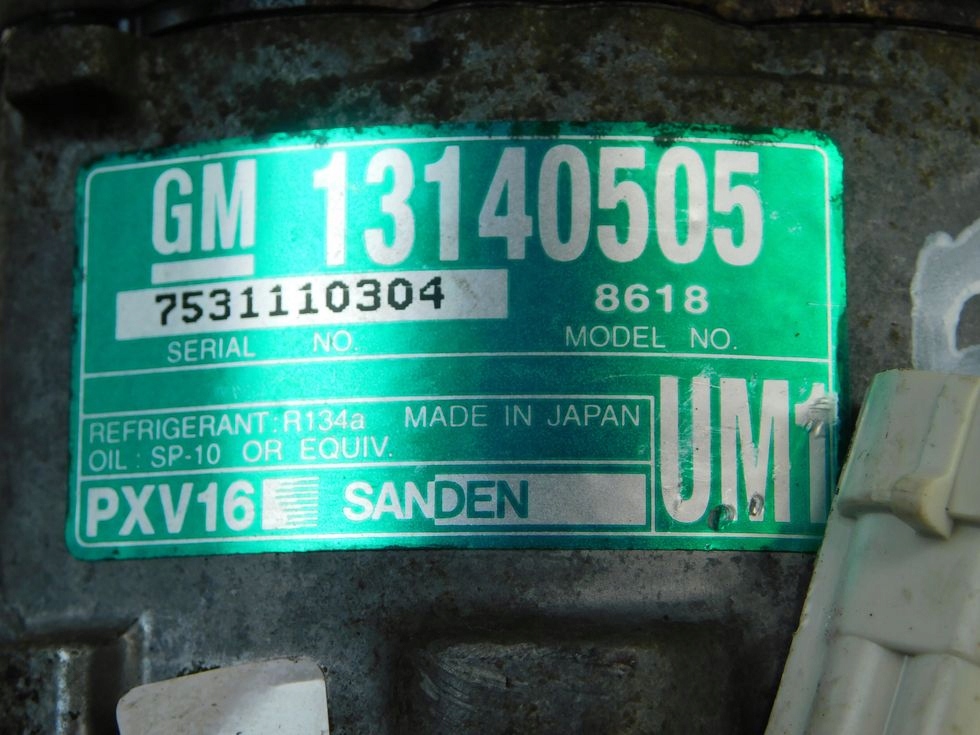 GM 13140505
7531110304 8618
SERIAL NO. MODEL NO.
REFRIGERANT: R134a MADE IN JAPAN
OIL : SP-10 OR EQUIV.
UM1
PXV16 SANDEN